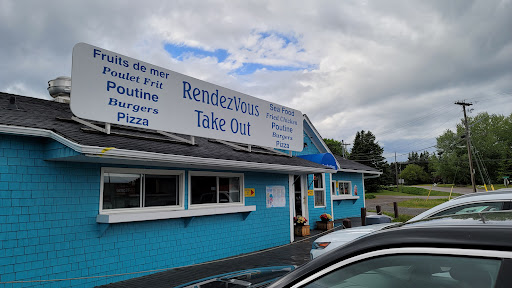 Fruits de mer
Poulet Frit
Poutine
Burgers
Pizza
RendezVous
Take Out
Sea Food
Fried Chicken
Poutine
Burgers
Pizza